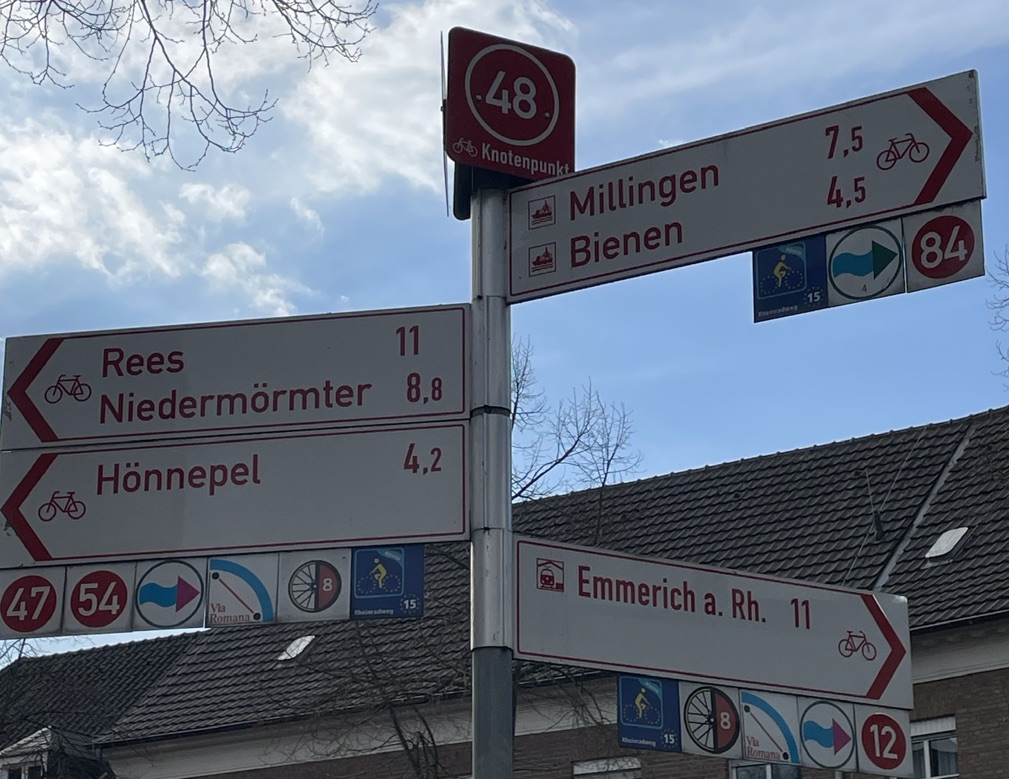 48
Knotenpunkt
Millingen 7,5
Bienen 4,5
Rheinradweg 15
4
84
Rees 11
Niedermörmter 8,8
Hönnepel 4,2
47
54
Via
Romana
8
Rheinradweg 15
Emmerich a. Rh. 11
Rheinradweg 15
8
Via
Romana
12